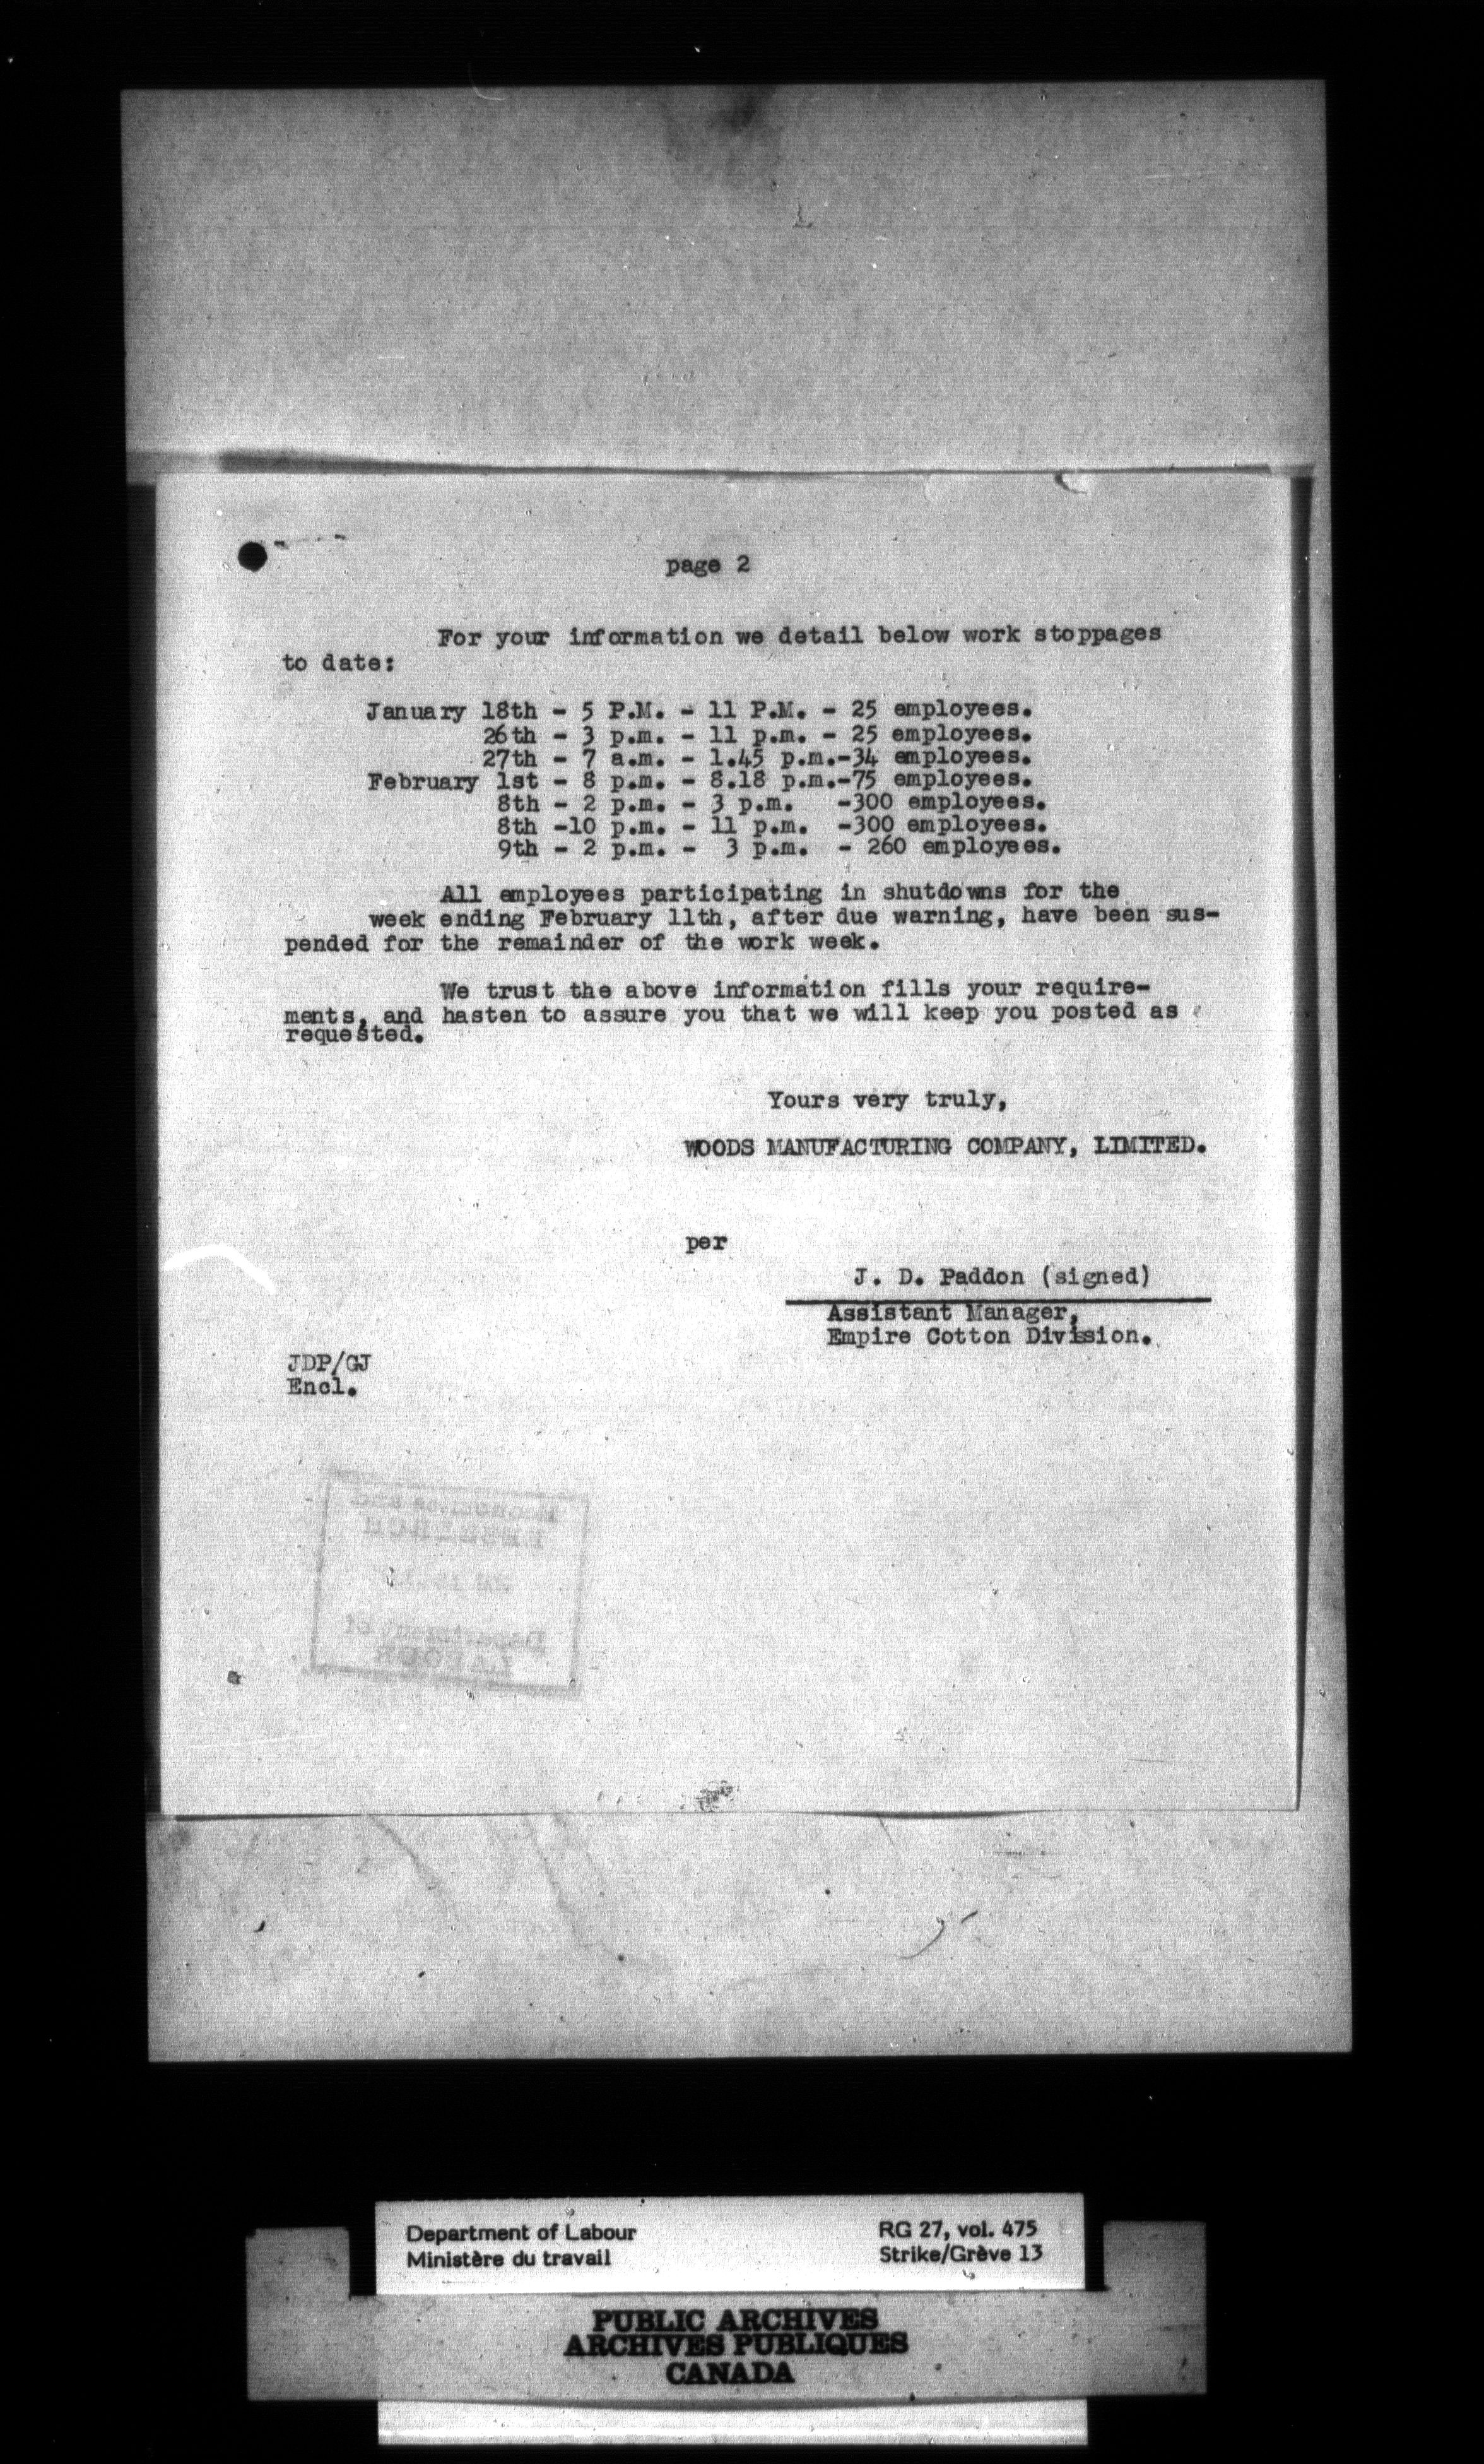 page 2
For your information we detail below work stoppages
to date:
January 18th - 5 P.M. - 11 P.M. - 25 employees.
26th - 3 p.m. - 11 p.m. - 25 employees.
27th - 7 a.m. - 1.45 p.m.-34 employees.
February 1st - 8 p.m. - 8.18 p.m.-75 employees.
8th - 2 p.m. - 3 p.m. -300 employees.
8th -10 p.m. - 11 p.m. -300 employees.
9th - 2 p.m. - 3 p.m. - 260 employees.
All employees participating in shutdowns for the
week ending February 11th, after due warning, have been sus-
pended for the remainder of the work week.
We trust the above information fills your require-
ments, and hasten to assure you that we will keep you posted as
requested.
Yours very truly,
WOODS MANUFACTURING COMPANY, LIMITED.
per
J. D. Paddon (signed)
Assistant Manager,
Empire Cotton Division.
JDP/GJ
Encl.
RESEARCH
Department of
LABOUR
Department of Labour
Ministère du travail
RG 27, vol. 475
Strike/Grève 13
PUBLIC ARCHIVES
ARCHIVES PUBLIQUES
CANADA